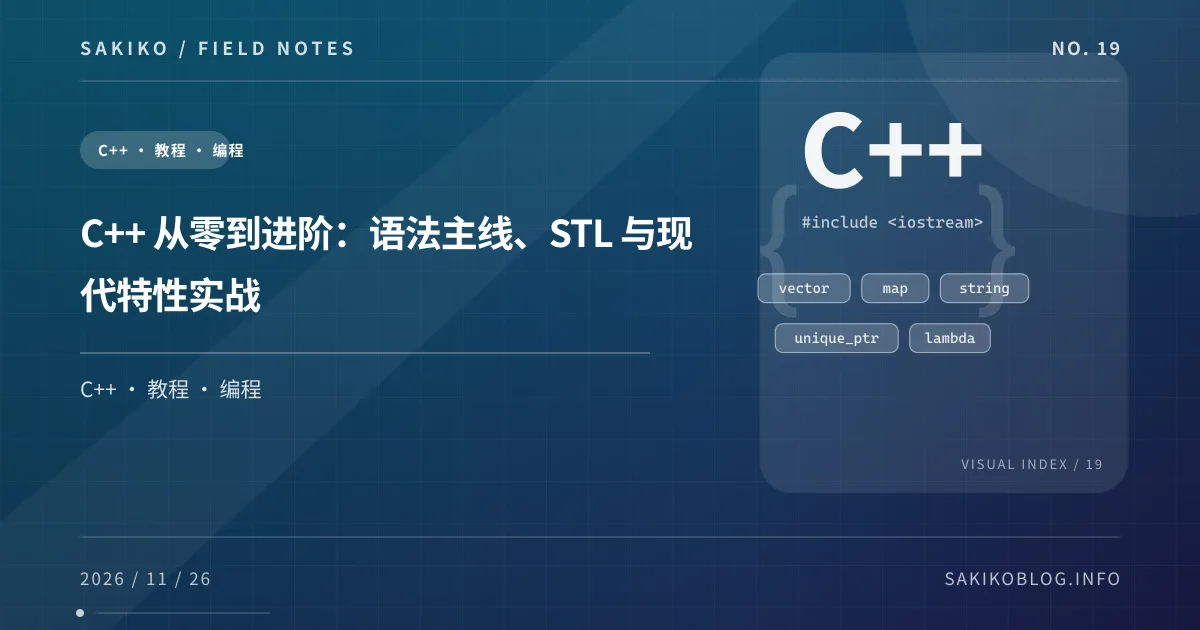 SAKIKO / FIELD NOTES
NO. 19
C++ · 教程 · 编程
C++ 从零到进阶：语法主线、STL 与现
代特性实战
C++ · 教程 · 编程
C++
{ }
#include <iostream>
vector
map
string
unique_ptr
lambda
VISUAL INDEX / 19
2026 / 11 / 26
SAKIKOBLOG.INFO